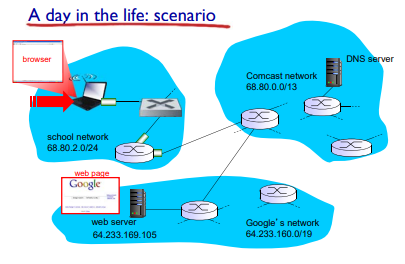 A day in the life: scenario
browser
DNS server
Comcast network
68.80.0.0/13
school network
68.80.2.0/24
web page
Google
web server
64.233.169.105
Google's network
64.233.160.0/19